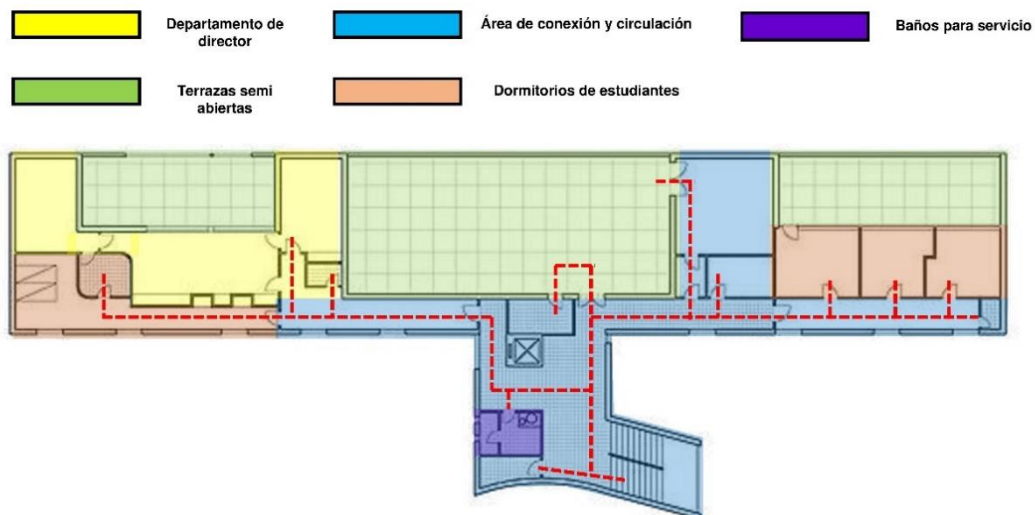 Departamento de
director
Área de conexión y circulación
Baños para servicio
Terrazas semi
abiertas
Dormitorios de estudiantes